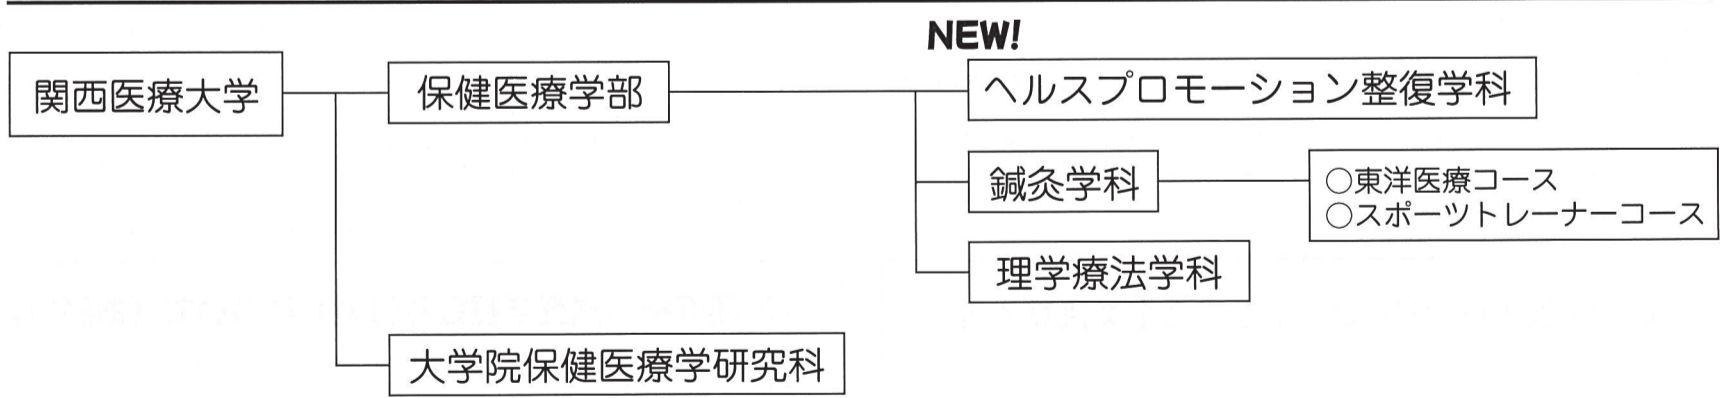 NEW!
関西医療大学
保健医療学部
ヘルスプロモーション整復学科
鍼灸学科
○東洋医療コース
○スポーツトレーナーコース
理学療法学科
大学院保健医療学研究科